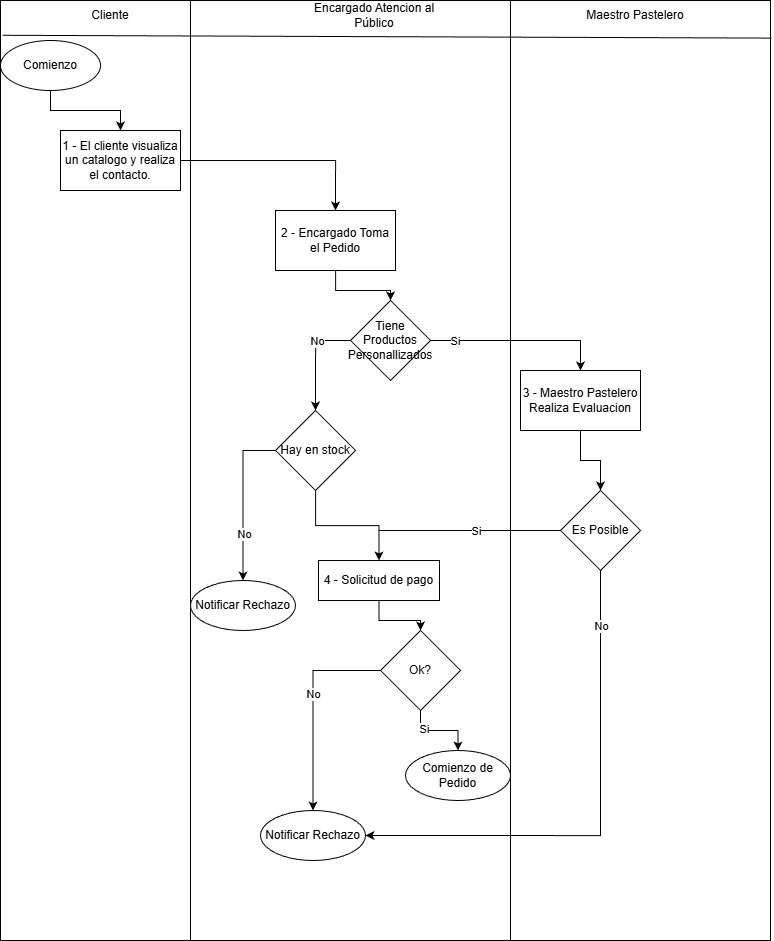 Cliente
Encargado Atencion al
Público
Maestro Pastelero
Comienzo
1 - El cliente visualiza
un catalogo y realiza
el contacto.
2 - Encargado Toma
el Pedido
Tiene
Productos
Personallizados
No
Si
3 - Maestro Pastelero
Realiza Evaluacion
Hay en stock
No
Si
Es Posible
4 - Solicitud de pago
Notificar Rechazo
No
Ok?
No
Si
Comienzo de
Pedido
Notificar Rechazo